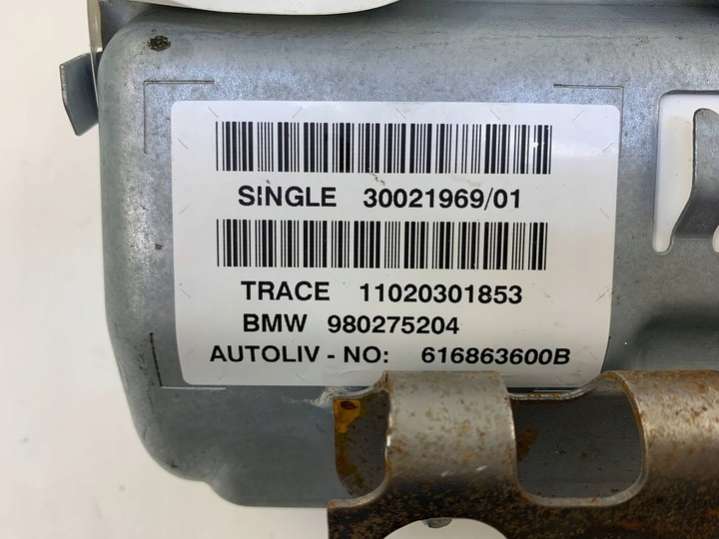 SINGLE 30021969/01
TRACE 11020301853
BMW 980275204
AUTOLIV - NO: 616863600B